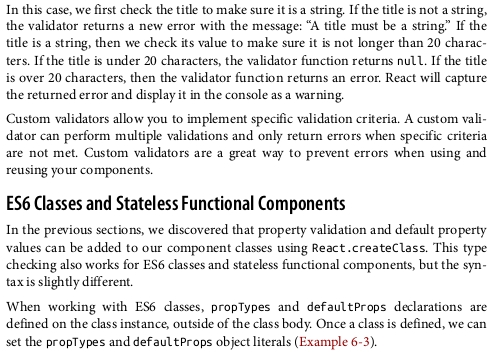 In this case, we first check the title to make sure it is a string. If the title is not a string,
the validator returns a new error with the message: “A title must be a string.” If the
title is a string, then we check its value to make sure it is not longer than 20 charac-
ters. If the title is under 20 characters, the validator function returns null. If the title
is over 20 characters, then the validator function returns an error. React will capture
the returned error and display it in the console as a warning.
Custom validators allow you to implement specific validation criteria. A custom vali-
dator can perform multiple validations and only return errors when specific criteria
are not met. Custom validators are a great way to prevent errors when using and
reusing your components.
ES6 Classes and Stateless Functional Components
In the previous sections, we discovered that property validation and default property
values can be added to our component classes using React.createClass. This type
checking also works for ES6 classes and stateless functional components, but the syn-
tax is slightly different.
When working with ES6 classes, propTypes and defaultProps declarations are
defined on the class instance, outside of the class body. Once a class is defined, we can
set the propTypes and defaultProps object literals (Example 6-3).